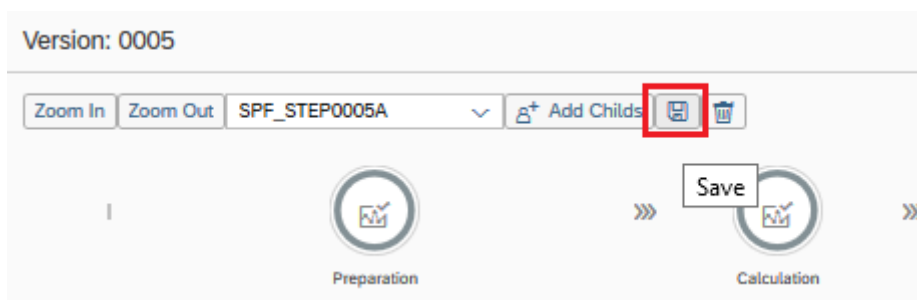 Version: 0005
Zoom In Zoom Out SPF_STEP0005A Add Childs
Save
Preparation Calculation